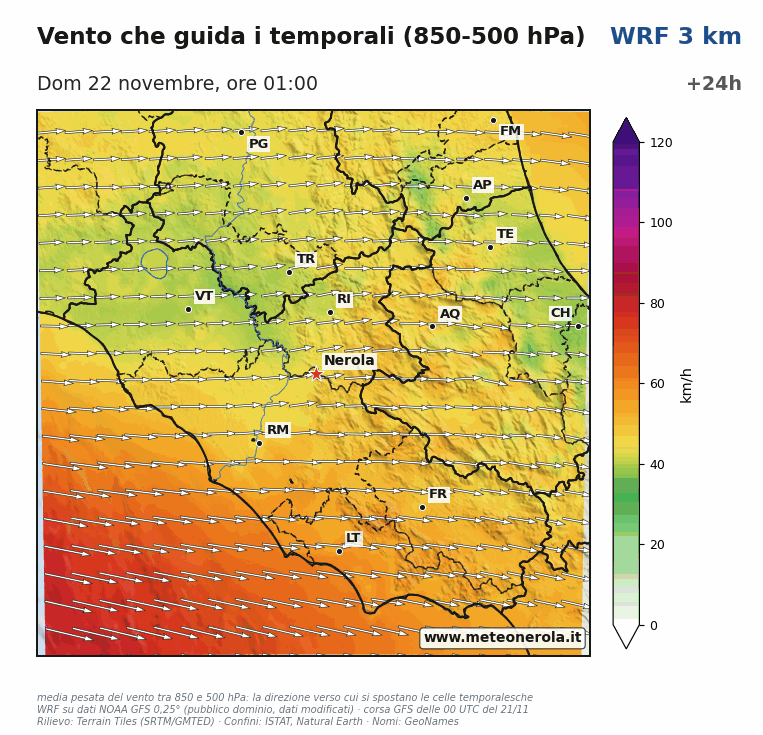 Vento che guida i temporali (850-500 hPa) WRF 3 km
Dom 22 novembre, ore 01:00 +24h
FM
PG
AP
TE
TR
VT
RI
AQ
CH
Nerola
RM
FR
LT
www.meteonerola.it
120
100
80
60
40
20
0
km/h
media pesata del vento tra 850 e 500 hPa: la direzione verso cui si spostano le celle temporalesche
WRF su dati NOAA GFS 0,25° (pubblico dominio, dati modificati) · corsa GFS delle 00 UTC del 21/11
Rilievo: Terrain Tiles (SRTM/GMTED) · Confini: ISTAT, Natural Earth · Nomi: GeoNames